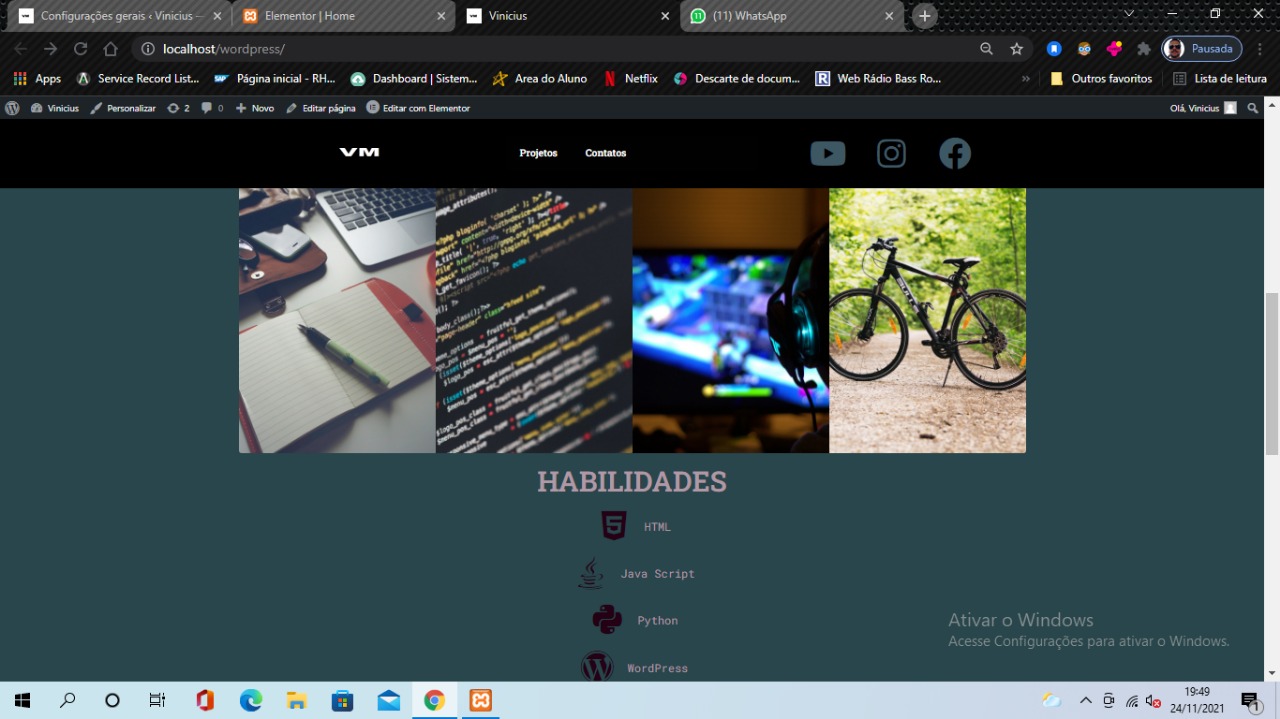 Configurações gerais ‹ Vinicius —
Elementor | Home
Vinicius
(11) WhatsApp
localhost/wordpress/
Pausada
Apps
Service Record List...
Página inicial - RH...
Dashboard | Sistem...
Area do Aluno
Netflix
Descarte de docum...
Web Rádio Bass Ro...
»
Outros favoritos
Lista de leitura
Vinicius
Personalizar
2
0
Novo
Editar página
Editar com Elementor
Olá, Vinicius
VM
Projetos
Contatos
HABILIDADES
HTML
Java Script
Python
WordPress
Ativar o Windows
Acesse Configurações para ativar o Windows.
9:49
24/11/2021
1